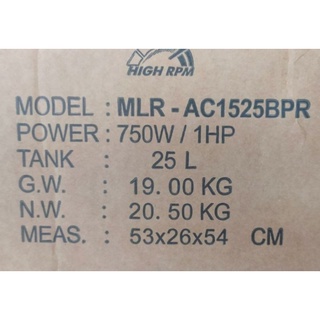 HIGH RPM
MODEL : MLR - AC1525BPR
POWER : 750W / 1HP
TANK : 25 L
G.W. : 19. 00 KG
N.W. : 20. 50 KG
MEAS. : 53x26x54 CM